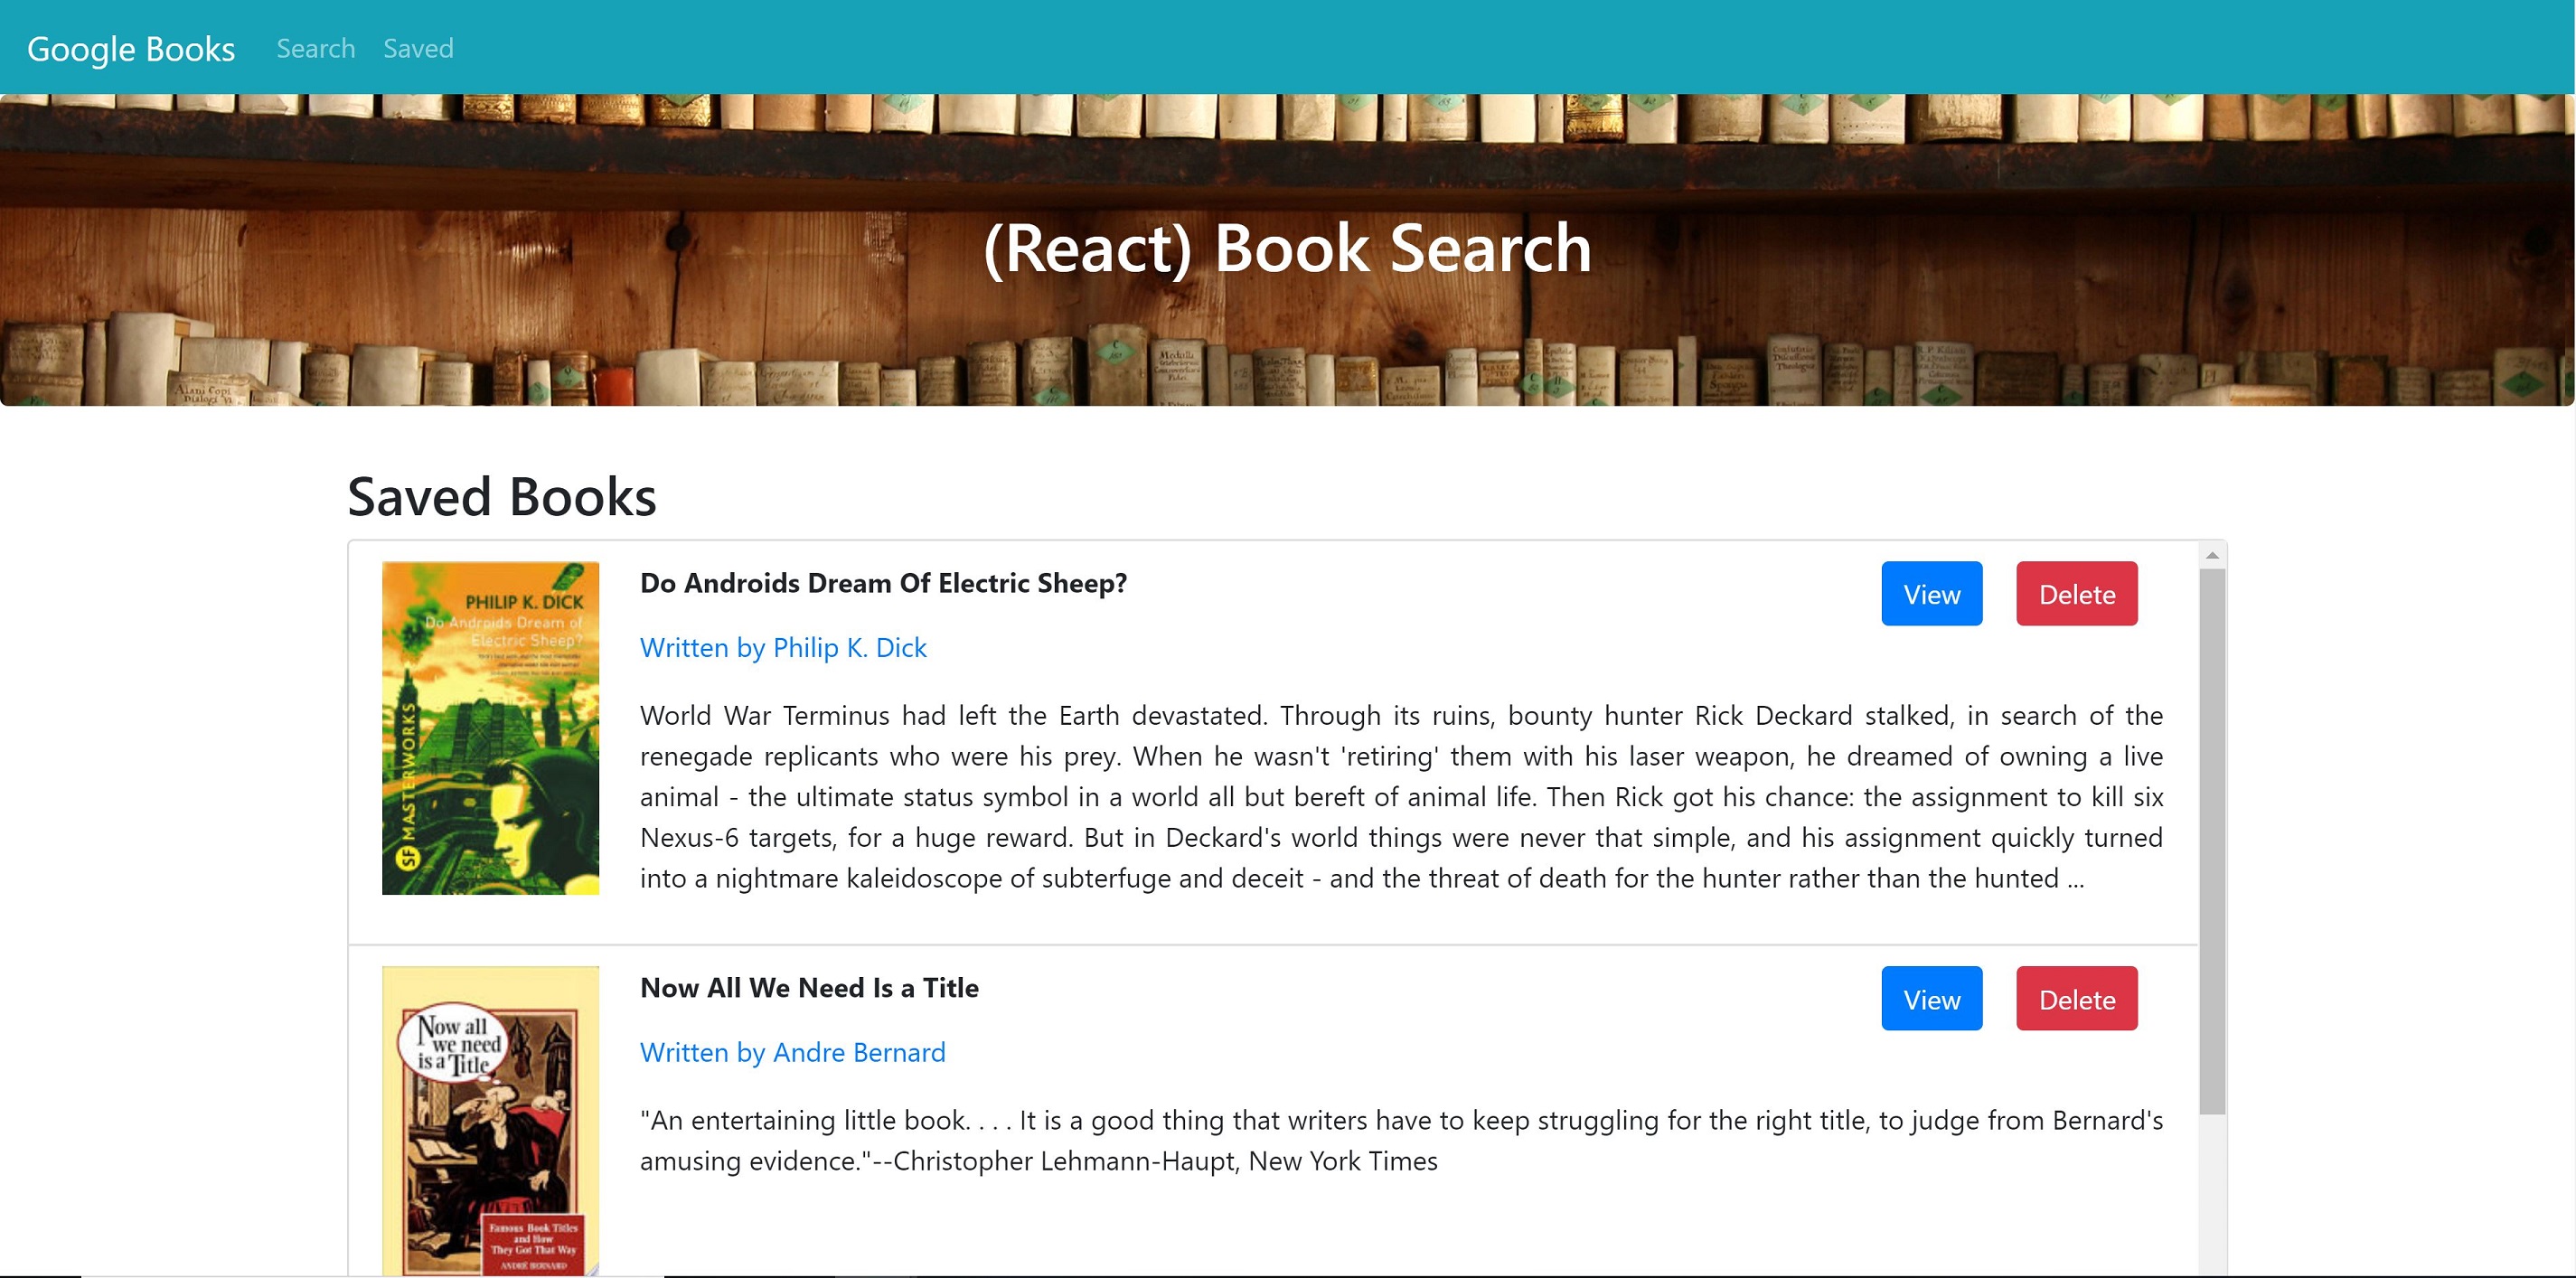 Google Books Search Saved
(React) Book Search
Saved Books
PHILIP K. DICK
Do Androids Dream of
Electric Sheep?
SF MASTERWORKS
Do Androids Dream Of Electric Sheep?
View Delete
Written by Philip K. Dick
World War Terminus had left the Earth devastated. Through its ruins, bounty hunter Rick Deckard stalked, in search of the
renegade replicants who were his prey. When he wasn't 'retiring' them with his laser weapon, he dreamed of owning a live
animal - the ultimate status symbol in a world all but bereft of animal life. Then Rick got his chance: the assignment to kill six
Nexus-6 targets, for a huge reward. But in Deckard's world things were never that simple, and his assignment quickly turned
into a nightmare kaleidoscope of subterfuge and deceit - and the threat of death for the hunter rather than the hunted ...
Now all
we need
is a Title
Famous Book Titles
and How
They Got That Way
ANDRÉ BERNARD
Now All We Need Is a Title
View Delete
Written by Andre Bernard
"An entertaining little book. . . . It is a good thing that writers have to keep struggling for the right title, to judge from Bernard's
amusing evidence."--Christopher Lehmann-Haupt, New York Times